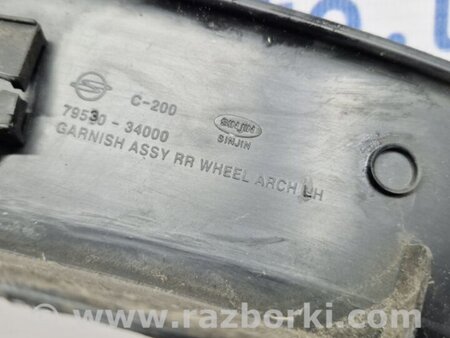 C-200
79530-34000
GARNISH ASSY RR WHEEL ARCH LH
SINJIN
SINJIN
www.razborki.com